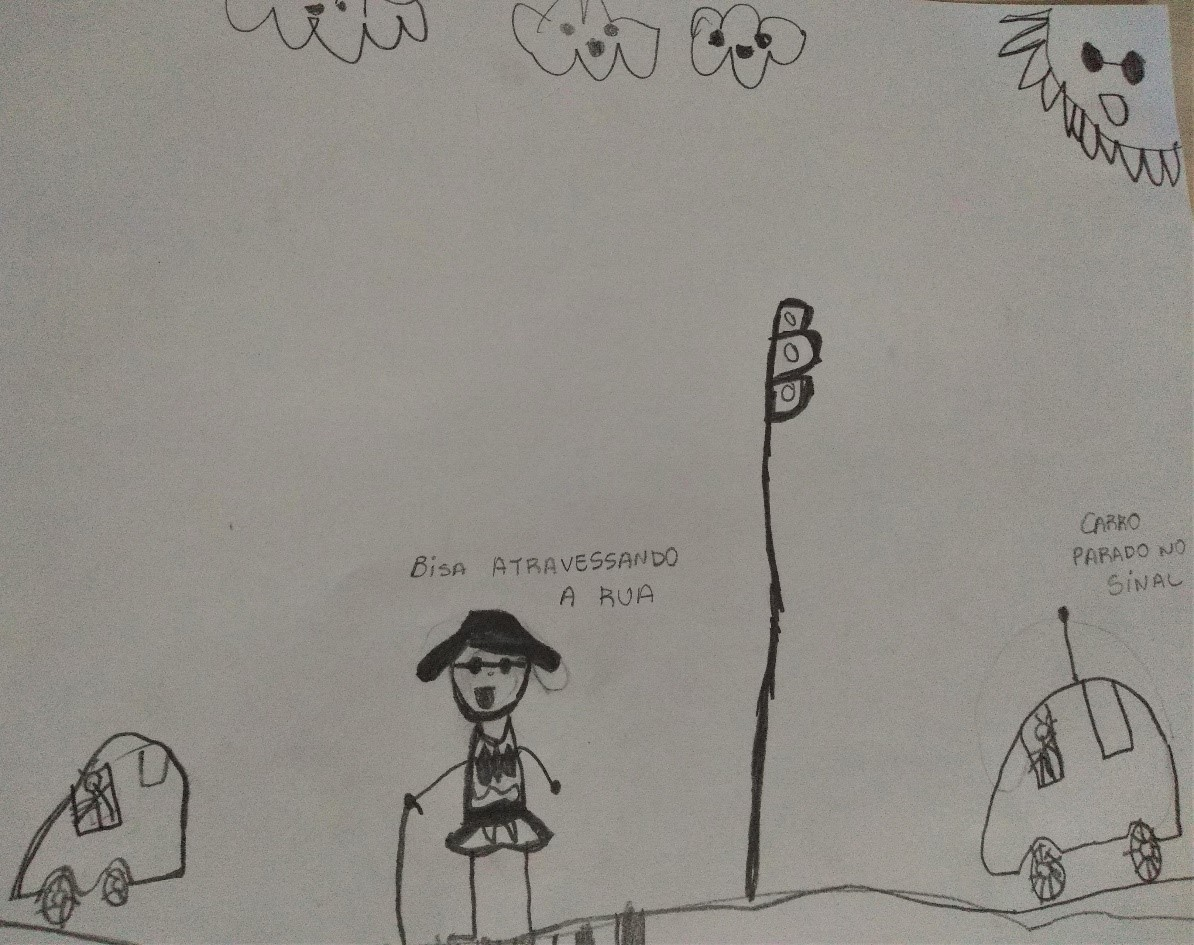 BISA ATRAVESSANDO
A RUA
CARRO
PARADO NO
SINAL